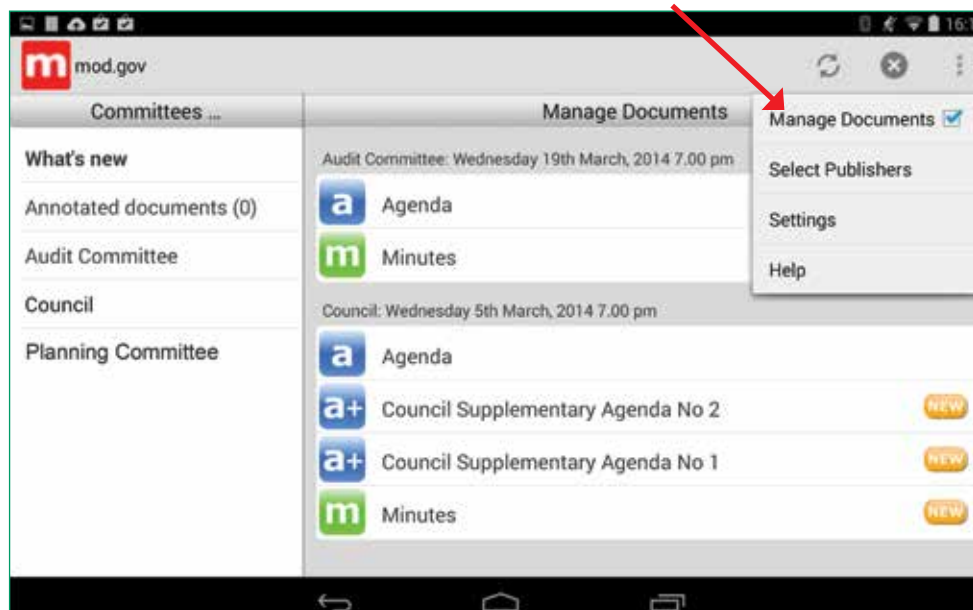 16:1
m mod.gov
Committees ...
Manage Documents
What's new
Annotated documents (0)
Audit Committee
Council
Planning Committee
Audit Committee: Wednesday 19th March, 2014 7.00 pm
a Agenda
m Minutes
Council: Wednesday 5th March, 2014 7.00 pm
a Agenda
a+ Council Supplementary Agenda No 2 NEW
a+ Council Supplementary Agenda No 1 NEW
m Minutes NEW
Manage Documents
Select Publishers
Settings
Help